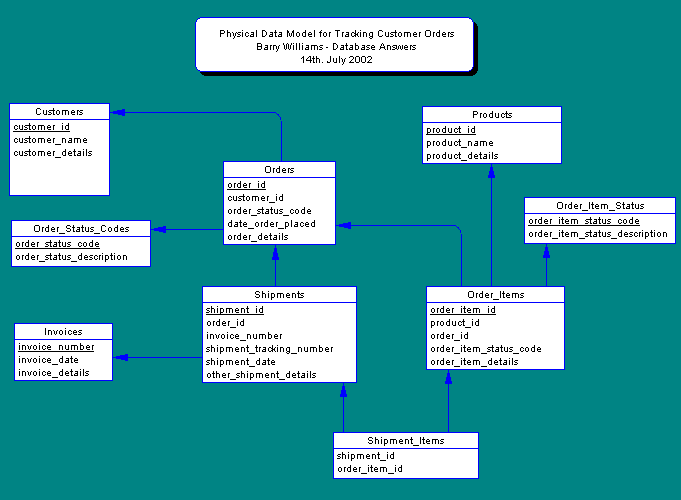 Physical Data Model for Tracking Customer Orders
Barry Williams - Database Answers
14th. July 2002
Customers
customer_id
customer_name
customer_details
Products
product_id
product_name
product_details
Orders
order_id
customer_id
order_status_code
date_order_placed
order_details
Order_Item_Status
order_item_status_code
order_item_status_description
Order_Status_Codes
order_status_code
order_status_description
Shipments
shipment_id
order_id
invoice_number
shipment_tracking_number
shipment_date
other_shipment_details
Order_Items
order_item_id
product_id
order_id
order_item_status_code
order_item_details
Invoices
invoice_number
invoice_date
invoice_details
Shipment_Items
shipment_id
order_item_id